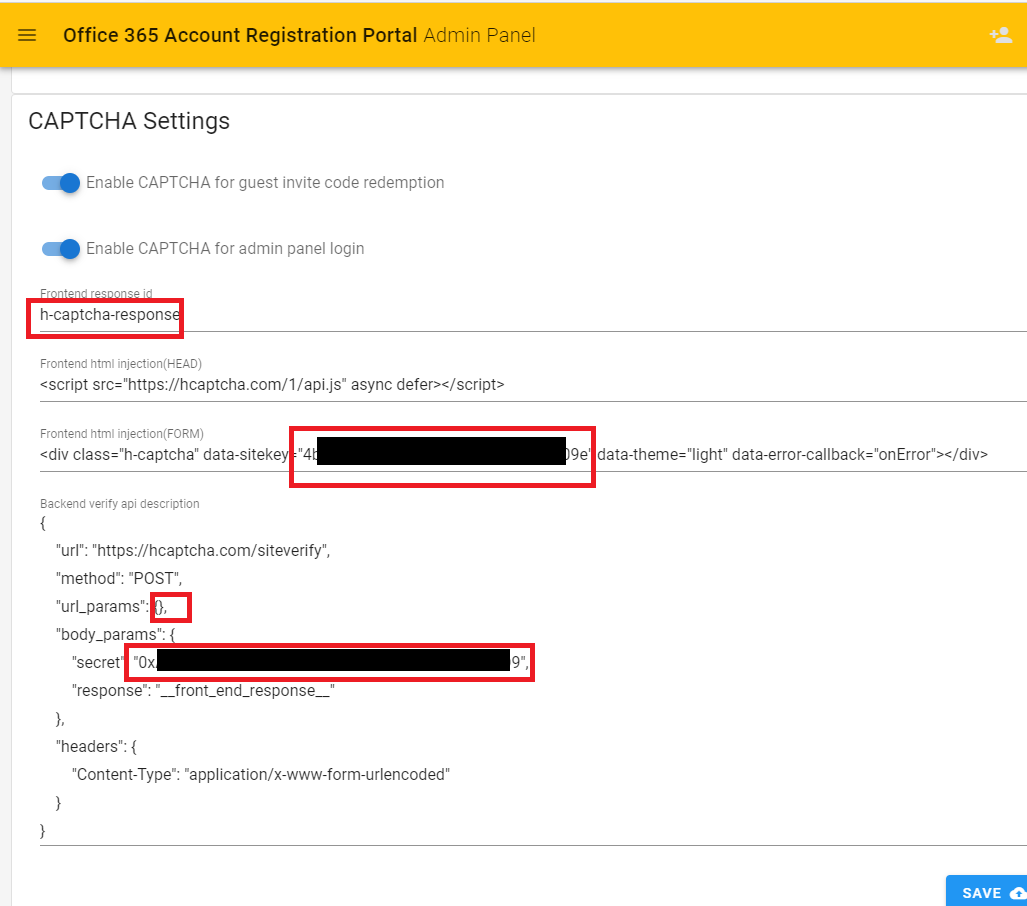 Office 365 Account Registration Portal Admin Panel
CAPTCHA Settings
Enable CAPTCHA for guest invite code redemption
Enable CAPTCHA for admin panel login
Frontend response id
h-captcha-response
Frontend html injection(HEAD)
<script src="https://hcaptcha.com/1/api.js" async defer></script>
Frontend html injection(FORM)
<div class="h-captcha" data-sitekey="4b 09e" data-theme="light" data-error-callback="onError"></div>
Backend verify api description
{
"url": "https://hcaptcha.com/siteverify",
"method": "POST",
"url_params": {},
"body_params": {
"secret": "0x 9",
"response": "__front_end_response__"
},
"headers": {
"Content-Type": "application/x-www-form-urlencoded"
}
}
SAVE